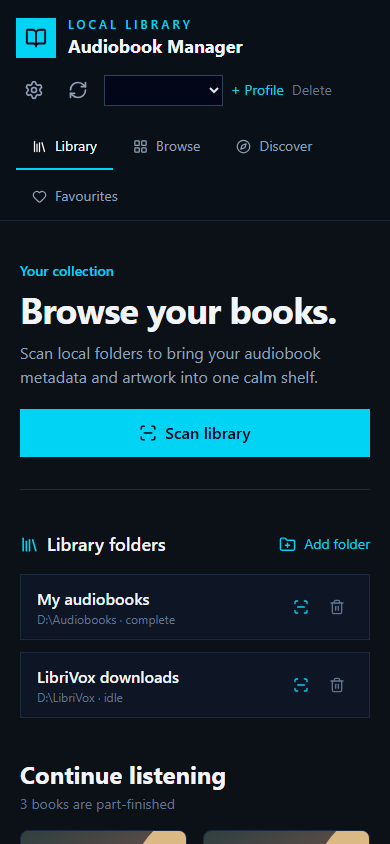 LOCAL LIBRARY
Audiobook Manager
+ Profile Delete
Library Browse Discover
Favourites
Your collection
Browse your books.
Scan local folders to bring your audiobook
metadata and artwork into one calm shelf.
Scan library
Library folders Add folder
My audiobooks
D:\Audiobooks · complete
LibriVox downloads
D:\LibriVox · idle
Continue listening
3 books are part-finished